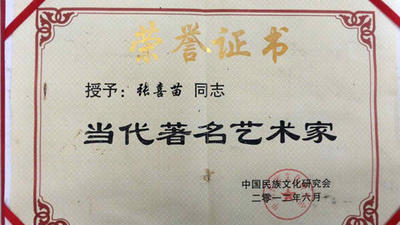 荣誉证书
授予：张喜苗 同志
当代著名艺术家
中国民族文化研究会
二零一二年六月